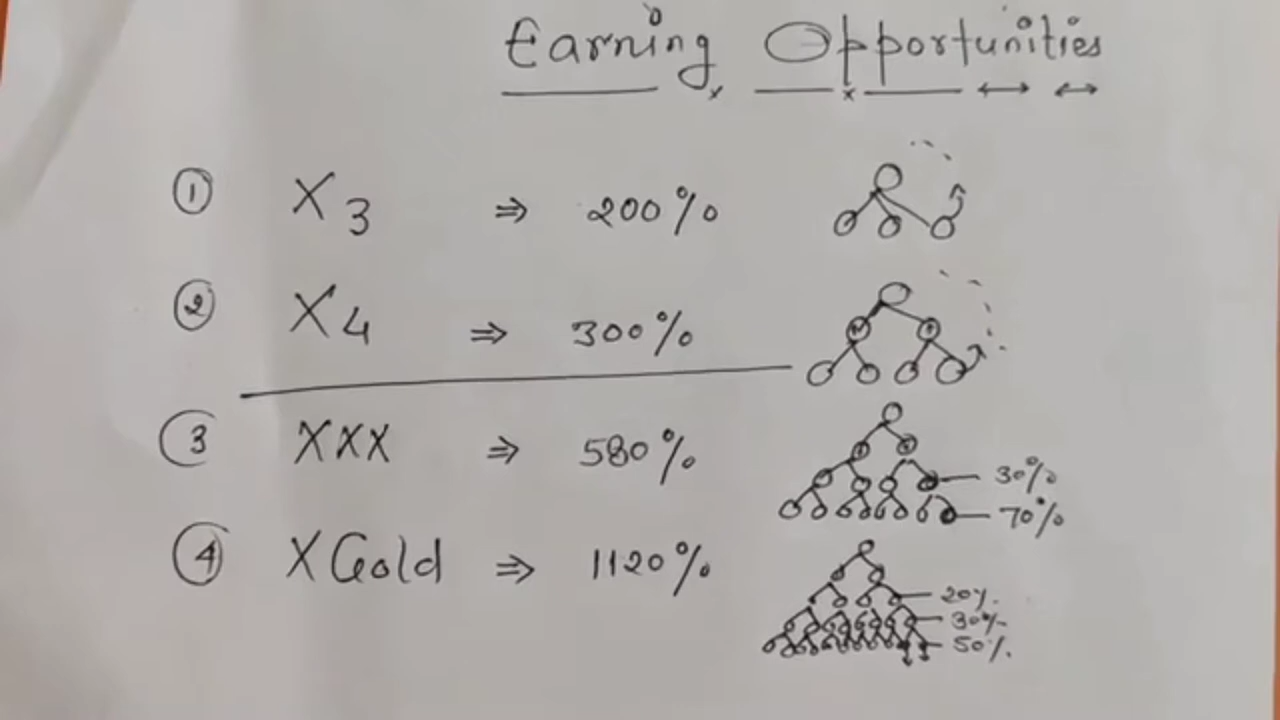 Earning Opportunities
① X3 ⇒ 200%
② X4 ⇒ 300%
③ XXX ⇒ 580%
30%
70%
④ XGold ⇒ 1120%
20%.
30%
50%.